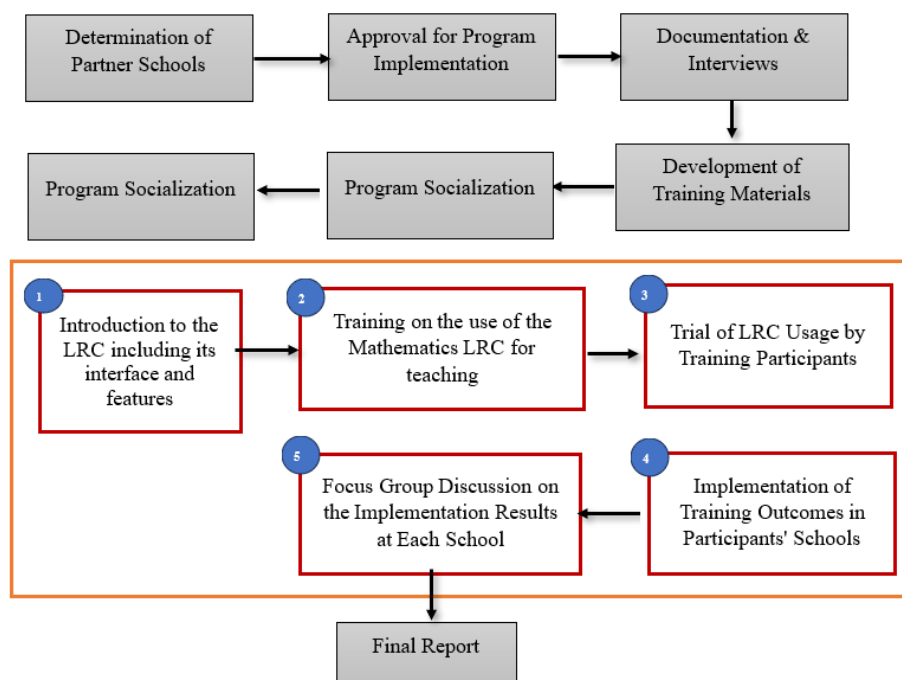 Determination of
Partner Schools
Approval for Program
Implementation
Documentation &
Interviews
Development of
Training Materials
Program Socialization
Program Socialization
1
Introduction to the
LRC including its
interface and
features
2
Training on the use of the
Mathematics LRC for
teaching
3
Trial of LRC Usage by
Training Participants
4
Implementation of
Training Outcomes in
Participants' Schools
5
Focus Group Discussion on
the Implementation Results
at Each School
Final Report